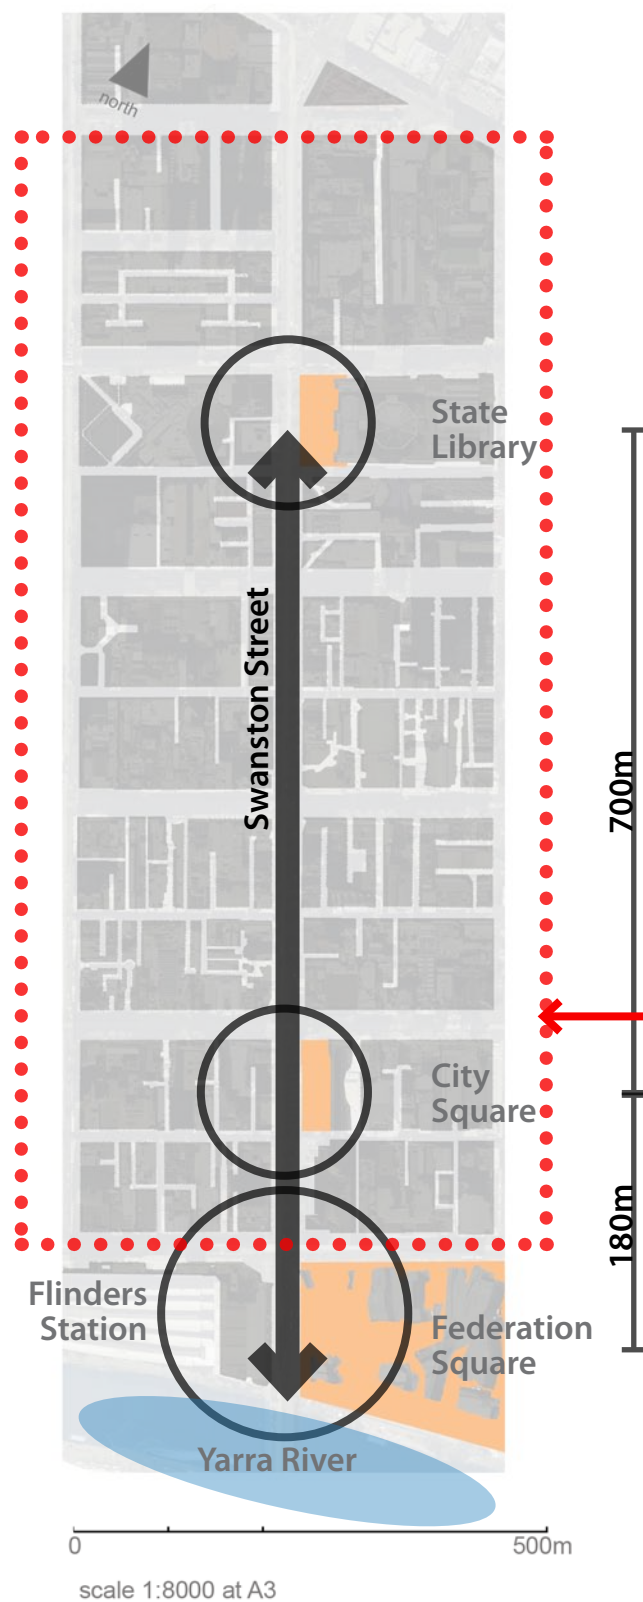 north
State
Library
Swanston Street
700m
City
Square
180m
Flinders
Station
Federation
Square
Yarra River
0
500m
scale 1:8000 at A3